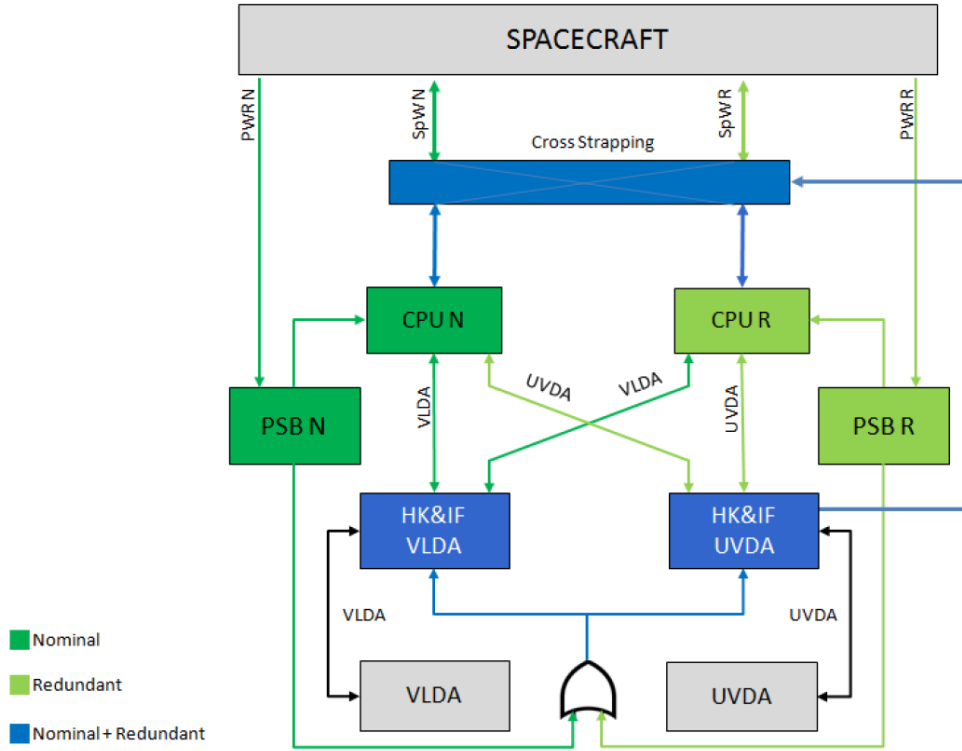 SPACECRAFT
PWR N
SpW N
SpW R
PWR R
Cross Strapping
CPU N
CPU R
VLDA
UVDA
VLDA
UVDA
PSB N
PSB R
HK&IF
VLDA
HK&IF
UVDA
VLDA
UVDA
VLDA
UVDA
Nominal
Redundant
Nominal + Redundant